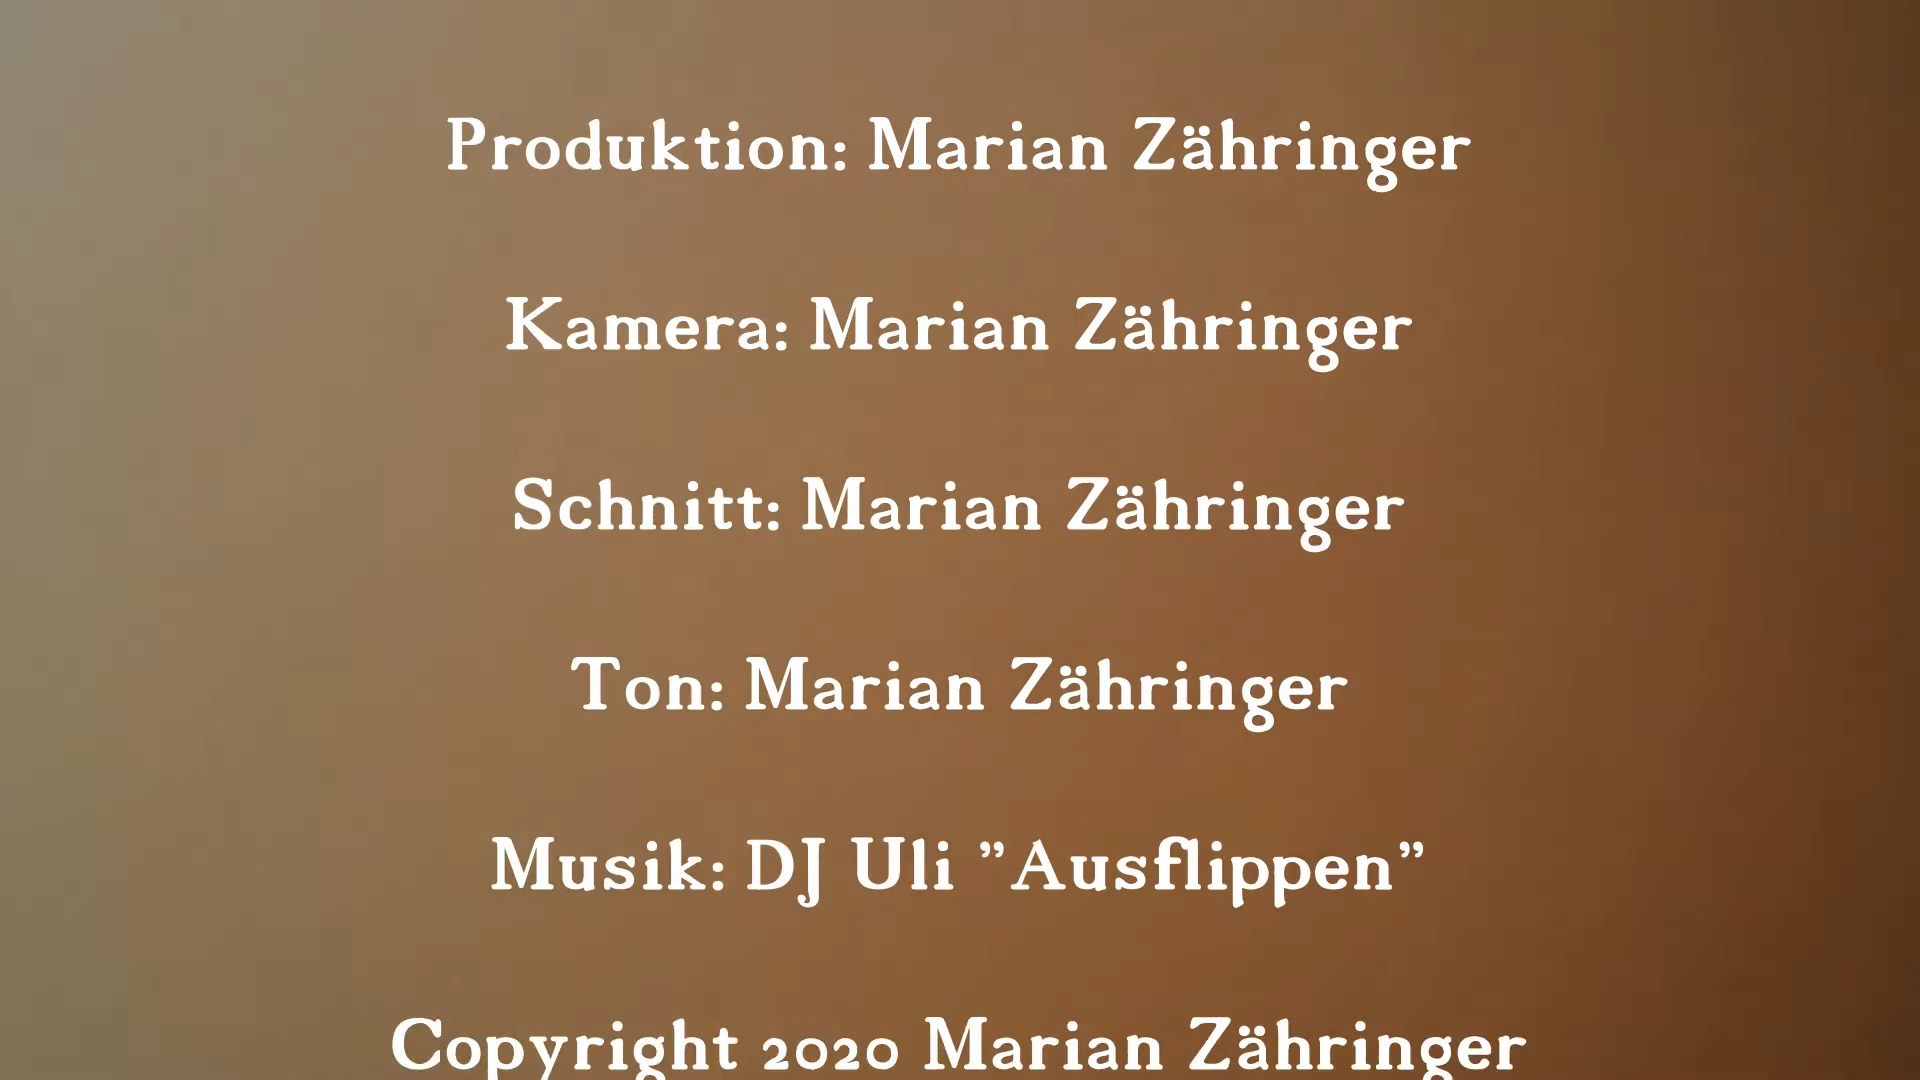 Produktion: Marian Zähringer
Kamera: Marian Zähringer
Schnitt: Marian Zähringer
Ton: Marian Zähringer
Musik: DJ Uli ”Ausflippen”
Copyright 2020 Marian Zähringer